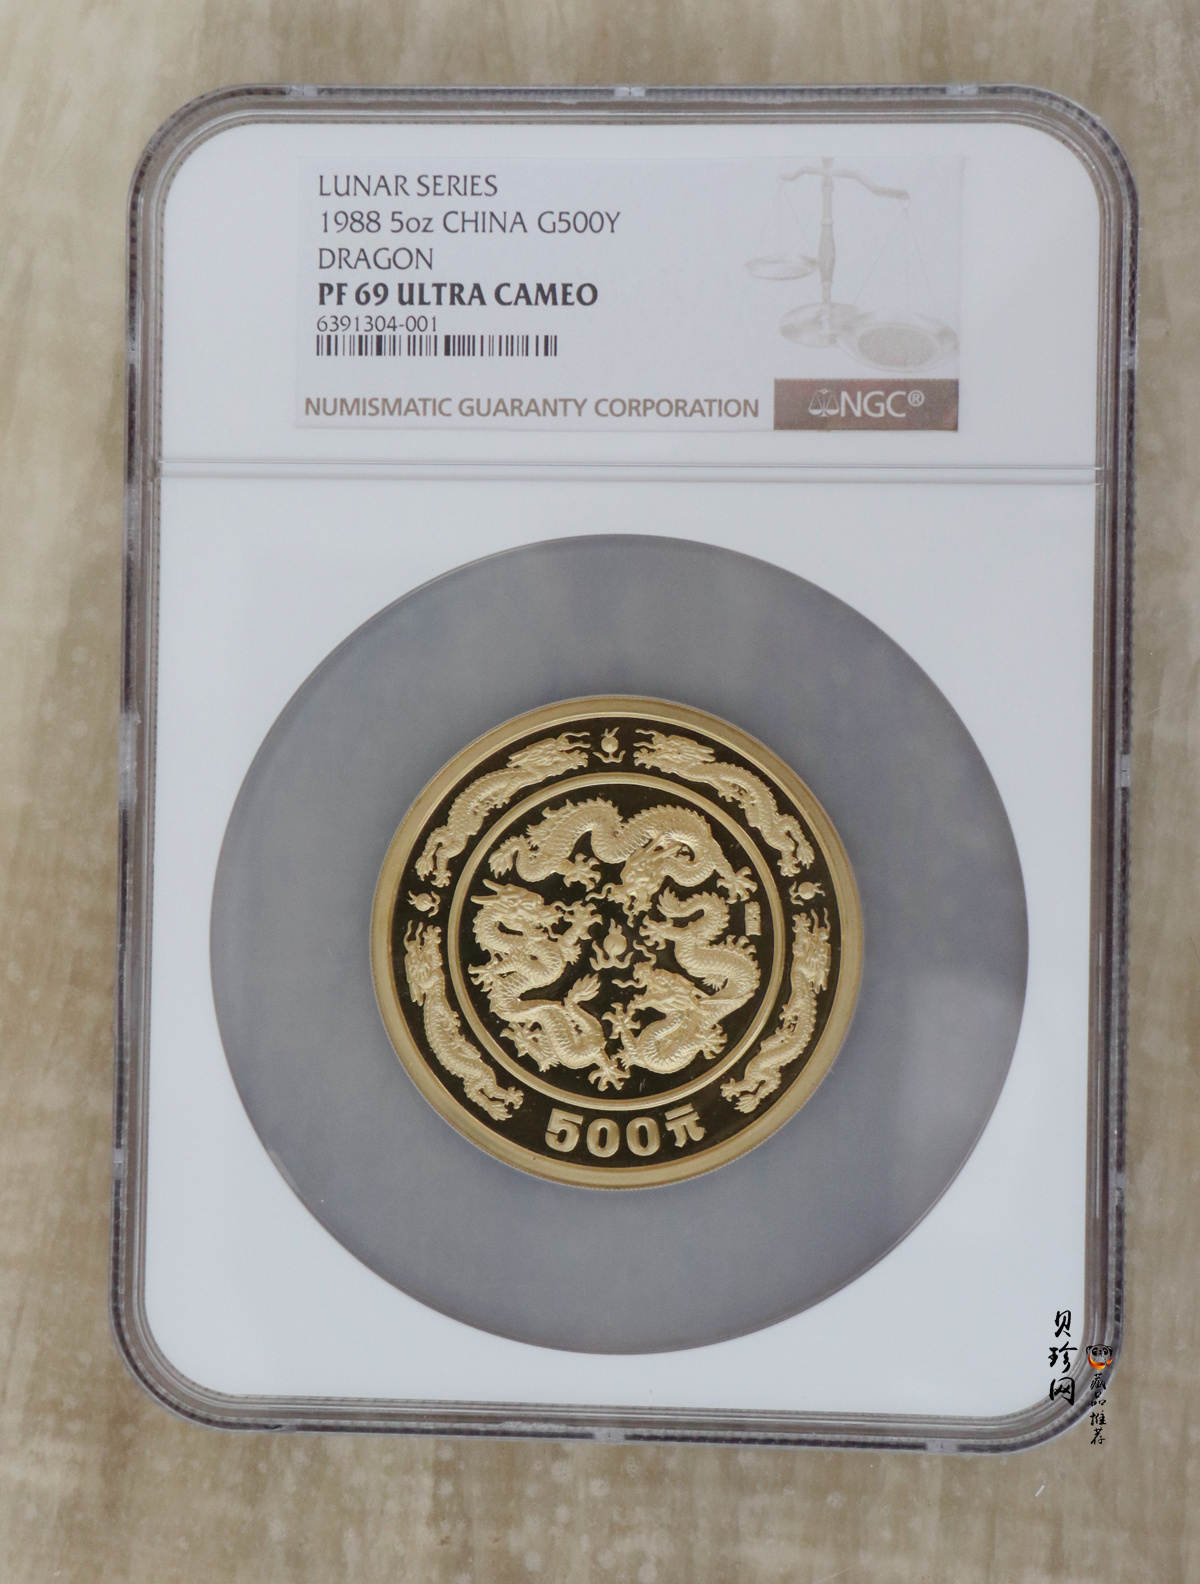 LUNAR SERIES
1988 5oz CHINA G500Y
DRAGON
PF 69 ULTRA CAMEO
6391304-001
NUMISMATIC GUARANTY CORPORATION
NGC®
500元
贝珍网
藏品推荐